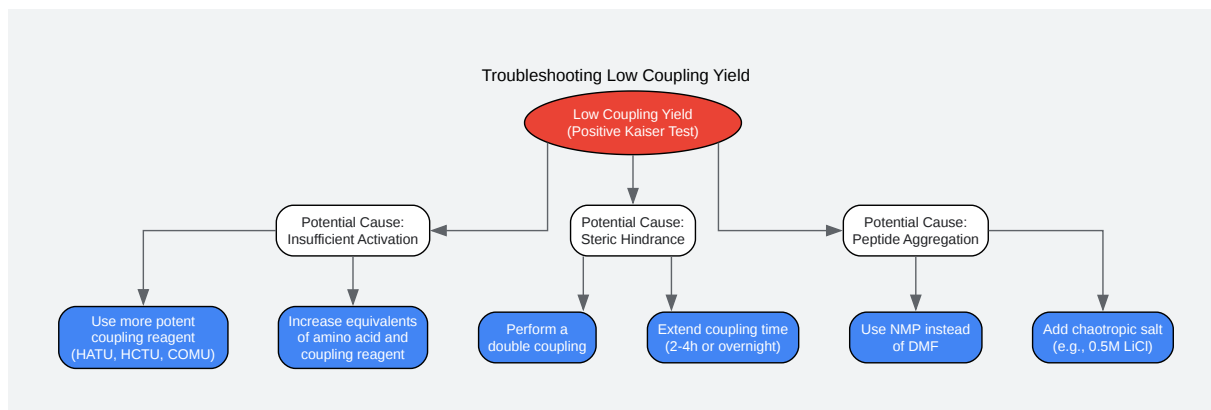 Troubleshooting Low Coupling Yield
Low Coupling Yield
(Positive Kaiser Test)
Potential Cause:
Insufficient Activation
Potential Cause:
Steric Hindrance
Potential Cause:
Peptide Aggregation
Use more potent
coupling reagent
(HATU, HCTU, COMU)
Increase equivalents
of amino acid and
coupling reagent
Perform a
double coupling
Extend coupling time
(2-4h or overnight)
Use NMP instead
of DMF
Add chaotropic salt
(e.g., 0.5M LiCl)